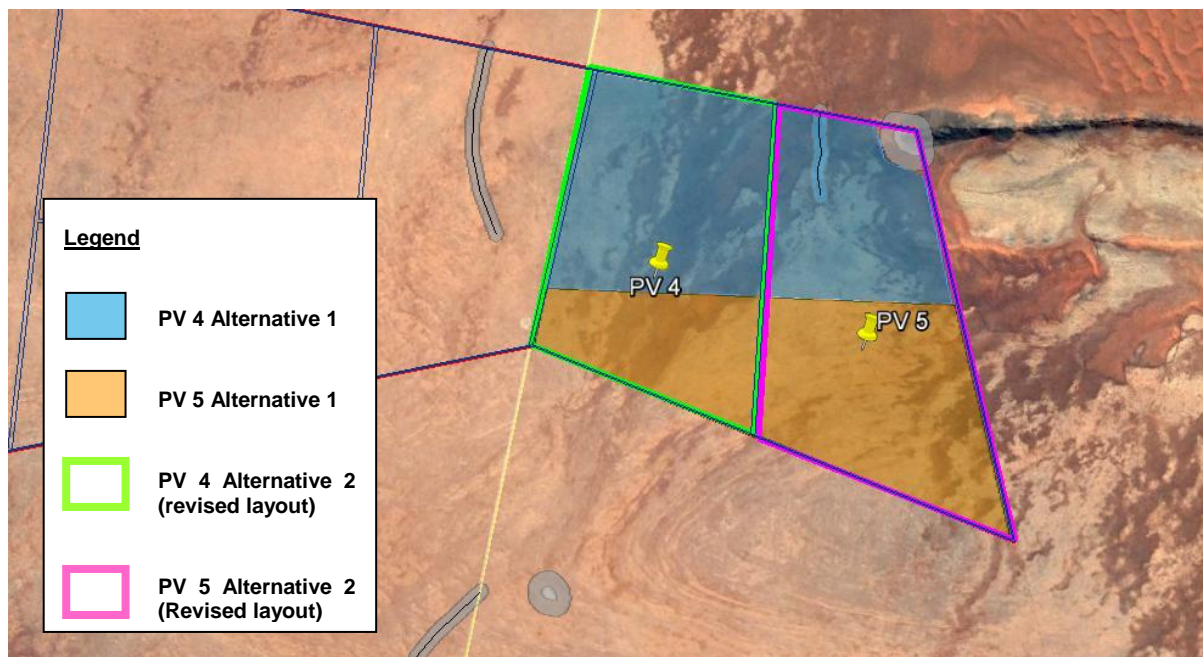 Legend
PV 4 Alternative 1
PV 5 Alternative 1
PV 4 Alternative 2
(revised layout)
PV 5 Alternative 2
(Revised layout)
PV 4
PV 5